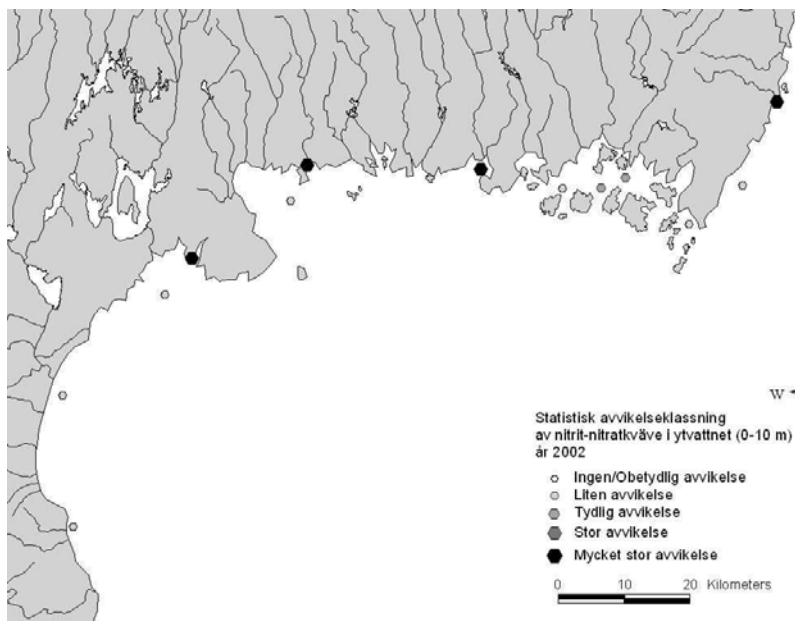 W
Statistisk avvikelseklassning
av nitrit-nitratkväve i ytvattnet (0-10 m)
år 2002
Ingen/Obetydlig avvikelse
Liten avvikelse
Tydlig avvikelse
Stor avvikelse
Mycket stor avvikelse
0 10 20 Kilometers